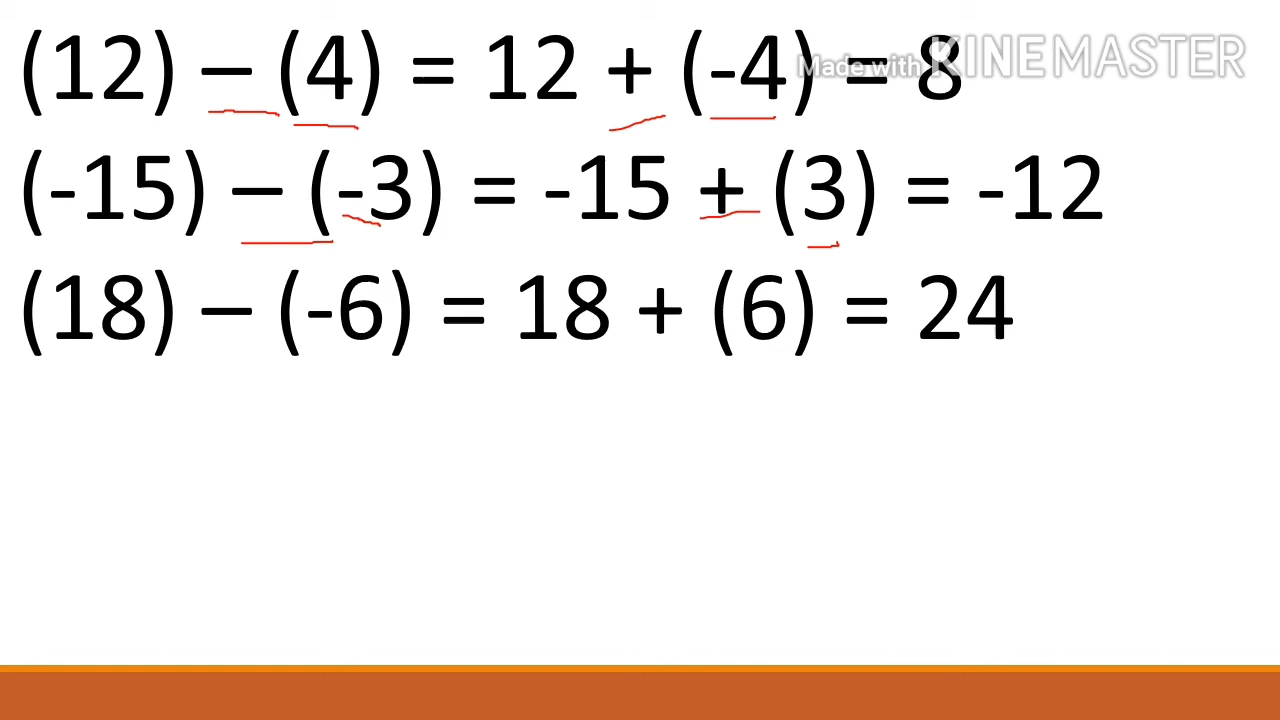 (12) – (4) = 12 + (-4) = 8
Made with KINEMASTER
(-15) – (-3) = -15 + (3) = -12
(18) – (-6) = 18 + (6) = 24